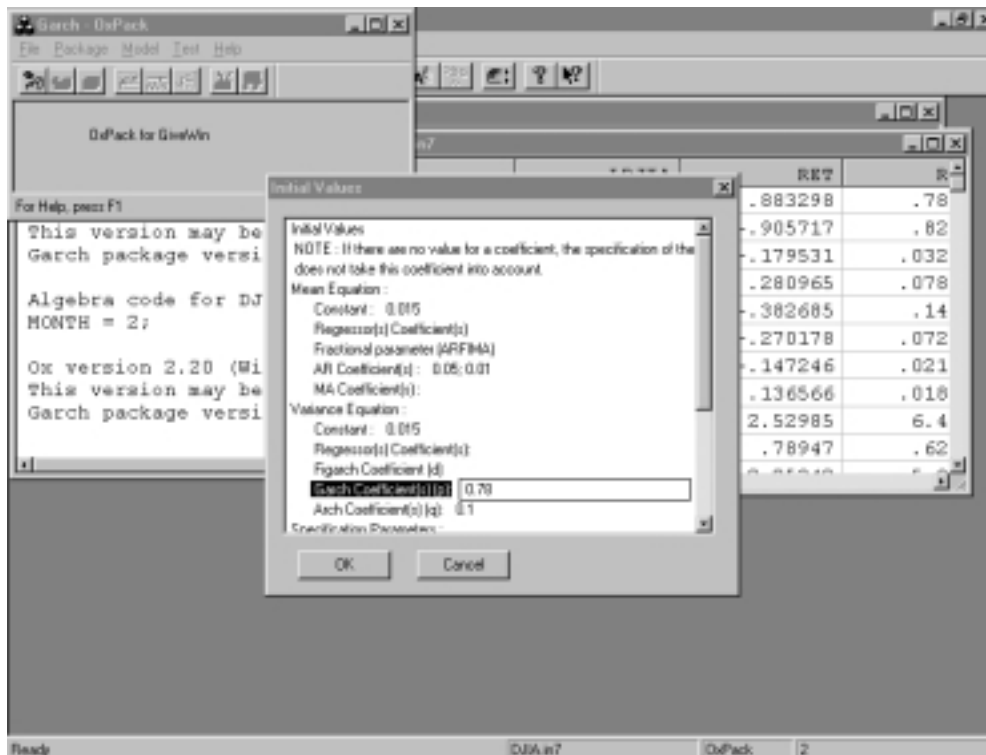 Garch - OxPack
File Package Model Test Help
OxPack for GiveWin
For Help, press F1
in7
RET
R
.883298 .78
-.905717 .82
-.179531 .032
.280965 .078
-.382685 .14
-.270178 .072
-.147246 .021
.136566 .018
2.52985 6.4
.78947 .62
This version may be
Garch package versi
Algebra code for DJ
MONTH = 2;
Ox version 2.20 (Wi
This version may be
Garch package versi
Initial Values
Initial Values
NOTE : If there are no value for a coefficient, the specification of the
does not take this coefficient into account.
Mean Equation :
Constant : 0.015
Regressor(s) Coefficient(s)
Fractional parameter (ARFIMA)
AR Coefficient(s) : 0.05; 0.01
MA Coefficient(s):
Variance Equation :
Constant : 0.015
Regressor(s) Coefficient(s):
Figarch Coefficient (d)
Garch Coefficient(s) (p): 0.78
Arch Coefficient(s) (q): 0.1
Specification Parameters :
OK Cancel
Ready DJIA.in7 OxPack 2